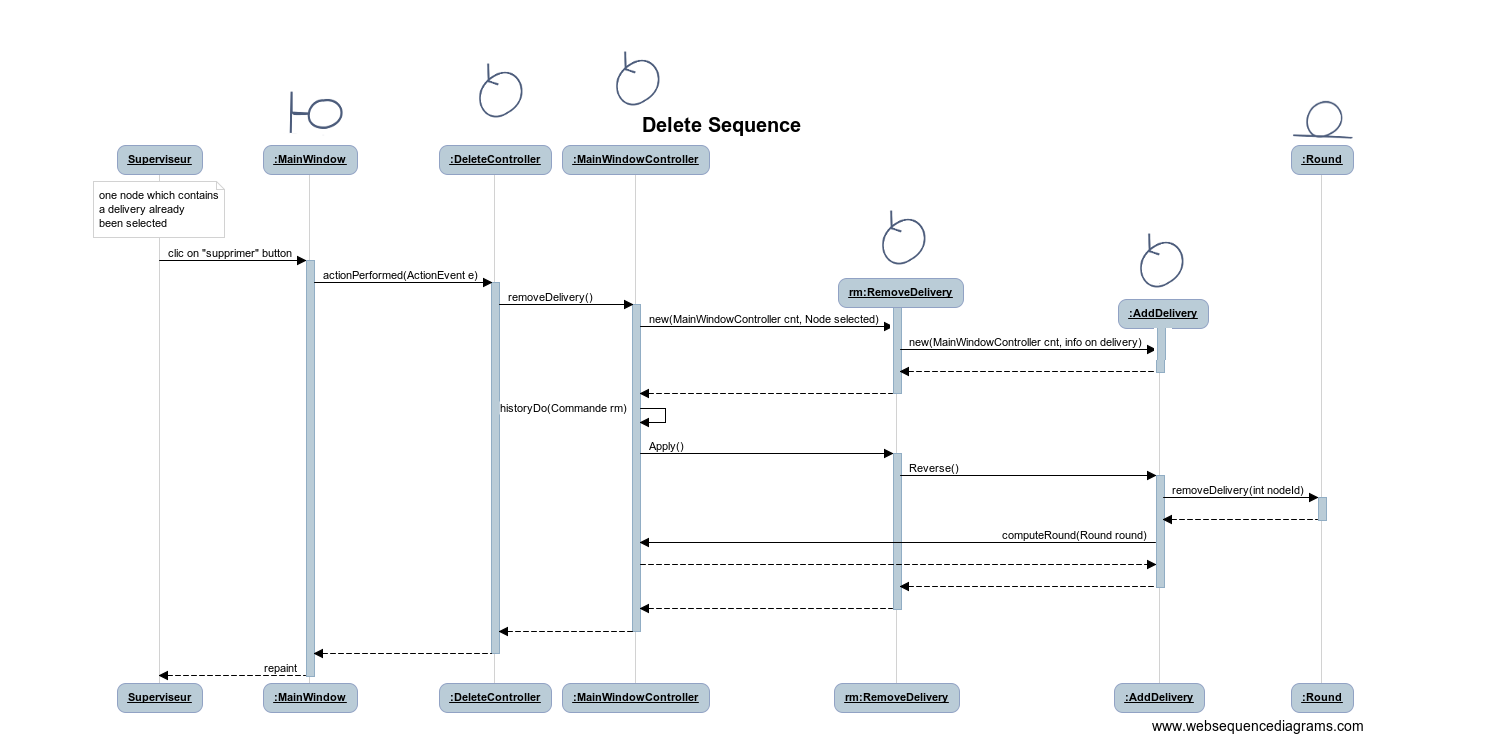 Delete Sequence
Superviseur
:MainWindow
:DeleteController
:MainWindowController
:Round
one node which contains
a delivery already
been selected
clic on "supprimer" button
actionPerformed(ActionEvent e)
rm:RemoveDelivery
removeDelivery()
:AddDelivery
new(MainWindowController cnt, Node selected)
new(MainWindowController cnt, info on delivery)
historyDo(Commande rm)
Apply()
Reverse()
removeDelivery(int nodeId)
computeRound(Round round)
repaint
Superviseur
:MainWindow
:DeleteController
:MainWindowController
rm:RemoveDelivery
:AddDelivery
:Round
www.websequencediagrams.com